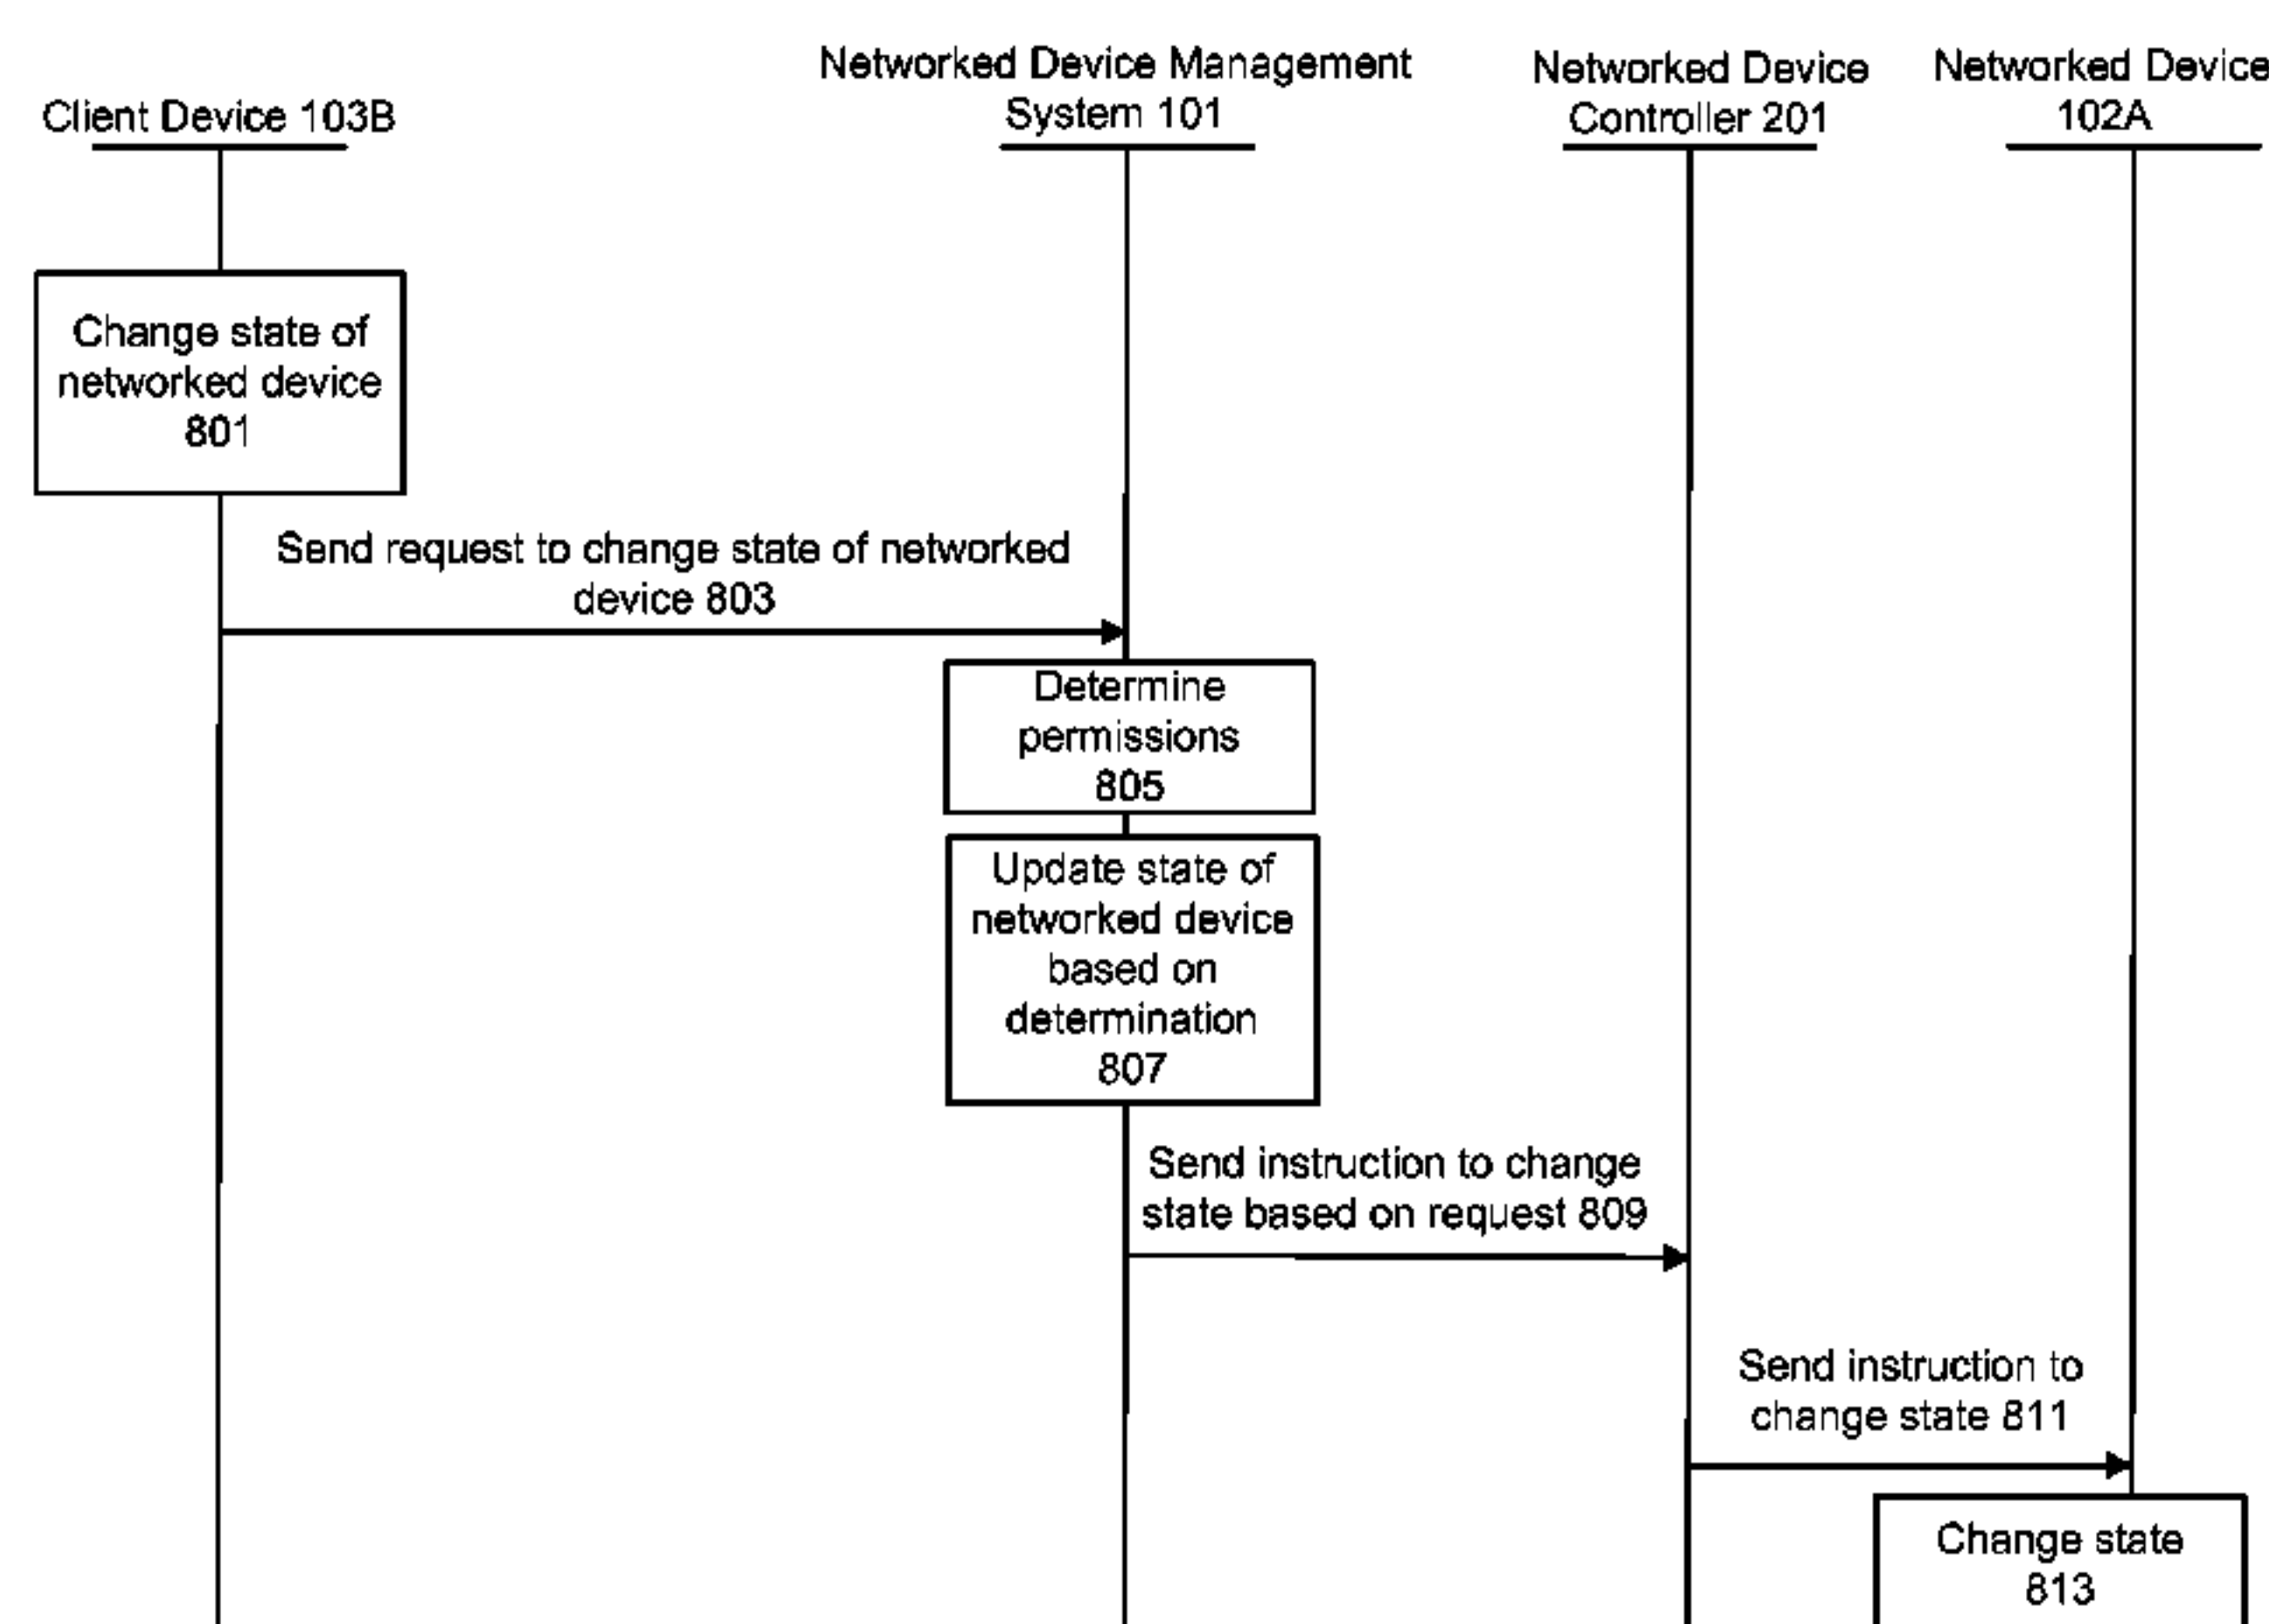 Client Device 103B
Networked Device Management
System 101
Networked Device
Controller 201
Networked Device
102A
Change state of
networked device
801
Send request to change state of networked
device 803
Determine
permissions
805
Update state of
networked device
based on
determination
807
Send instruction to change
state based on request 809
Send instruction to
change state 811
Change state
813